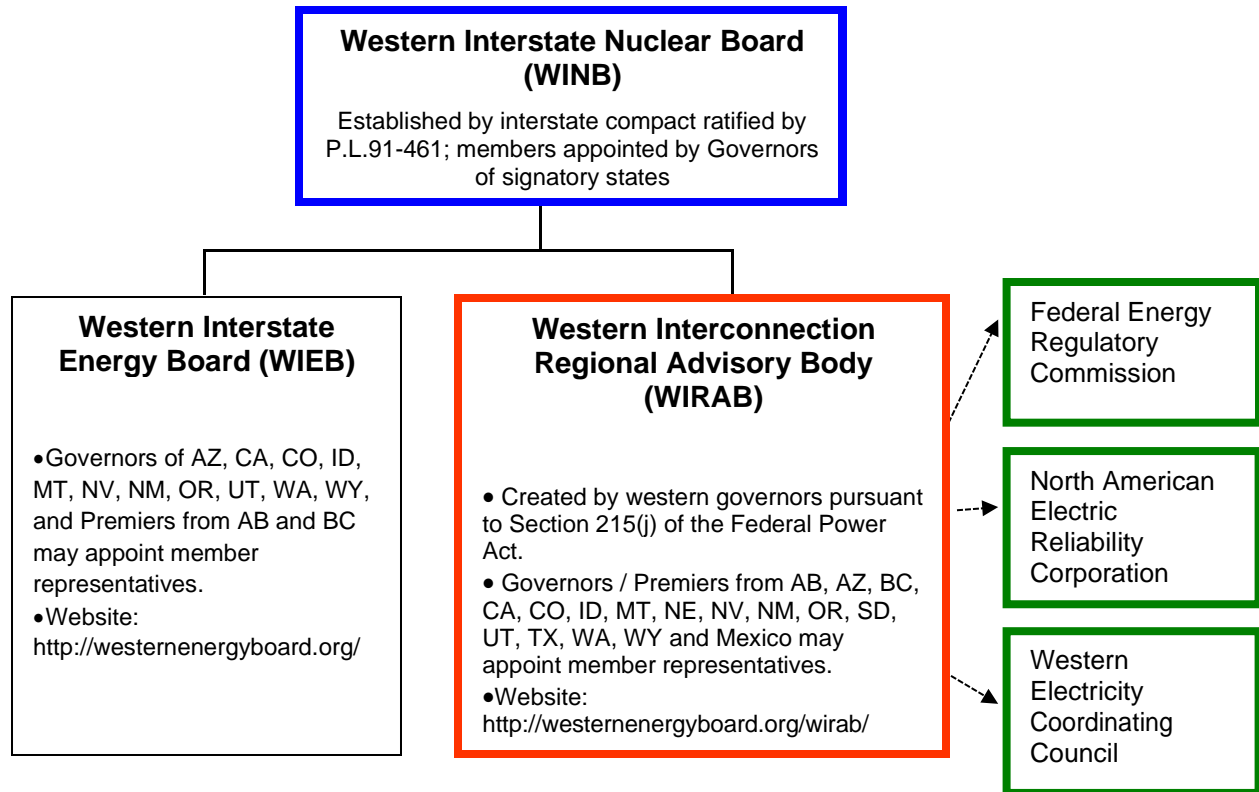 Western Interstate Nuclear Board
(WINB)
Established by interstate compact ratified by
P.L.91-461; members appointed by Governors
of signatory states
Western Interstate
Energy Board (WIEB)
•Governors of AZ, CA, CO, ID,
MT, NV, NM, OR, UT, WA, WY,
and Premiers from AB and BC
may appoint member
representatives.
•Website:
http://westernenergyboard.org/
Western Interconnection
Regional Advisory Body
(WIRAB)
• Created by western governors pursuant
to Section 215(j) of the Federal Power
Act.
• Governors / Premiers from AB, AZ, BC,
CA, CO, ID, MT, NE, NV, NM, OR, SD,
UT, TX, WA, WY and Mexico may
appoint member representatives.
•Website:
http://westernenergyboard.org/wirab/
Federal Energy
Regulatory
Commission
North American
Electric
Reliability
Corporation
Western
Electricity
Coordinating
Council